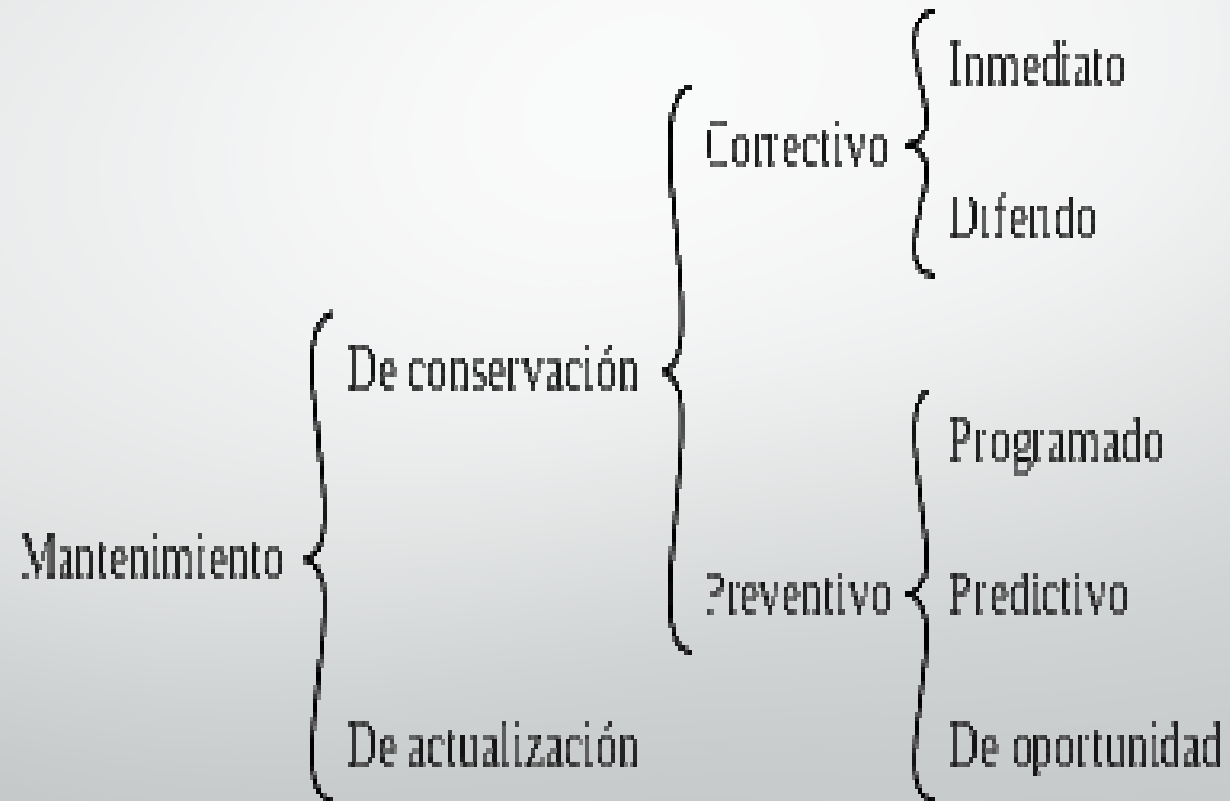 Mantenimiento
De conservación
Correctivo
Inmediato
Diferido
Preventivo
Programado
Predictivo
De oportunidad
De actualización